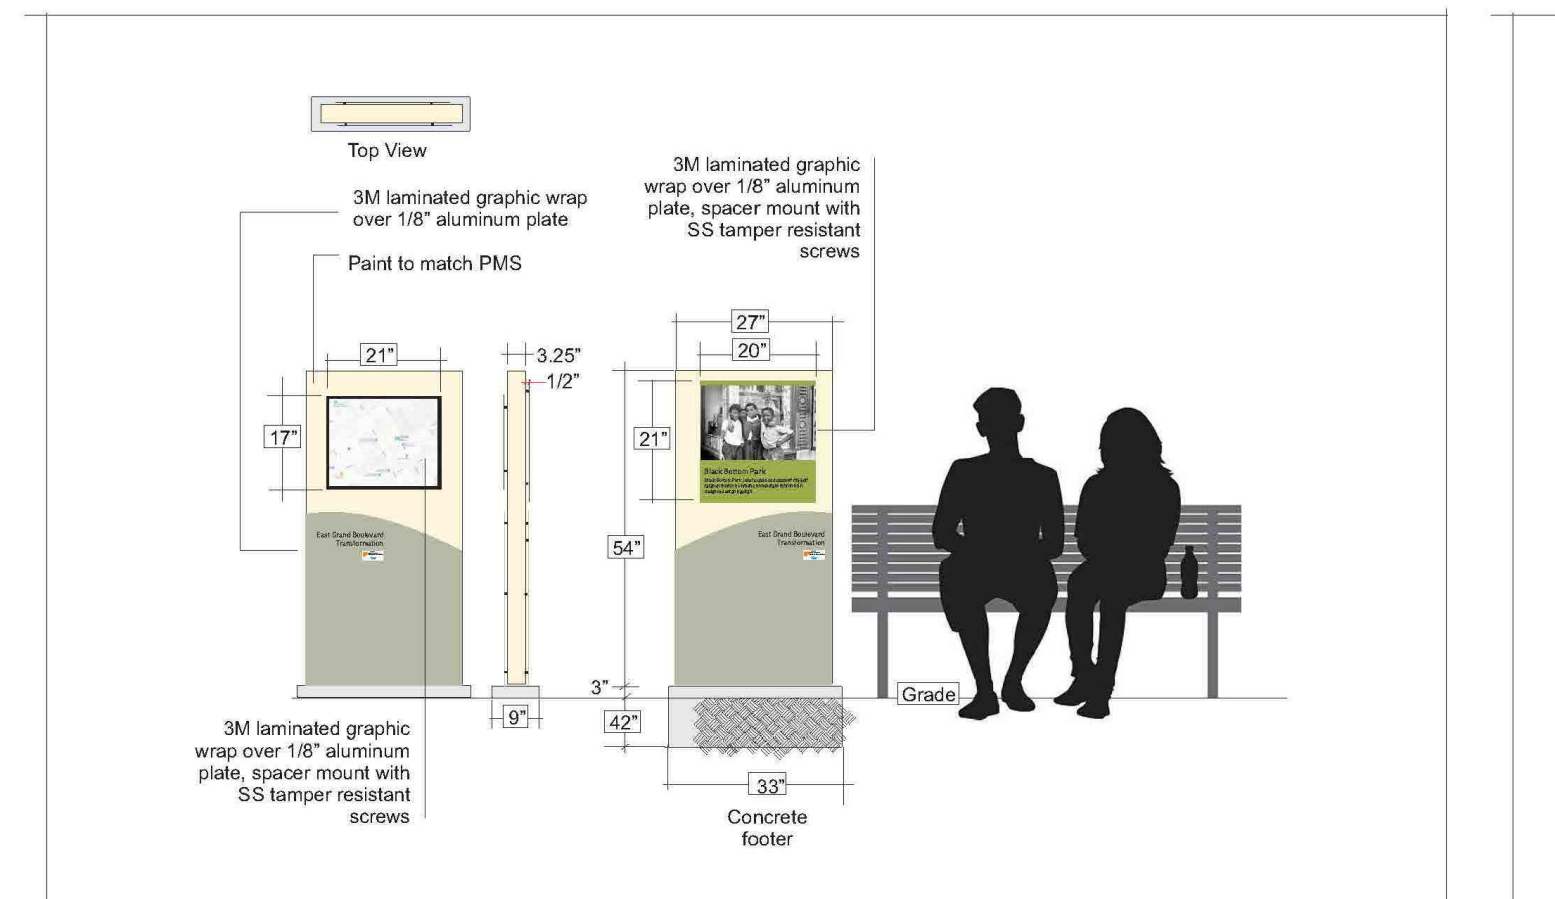 Top View
3M laminated graphic wrap
over 1/8” aluminum plate
Paint to match PMS
3M laminated graphic
wrap over 1/8” aluminum
plate, spacer mount with
SS tamper resistant
screws
27”
20”
21”
3.25”
1/2”
17”
21”
Black Bottom Park
East Grand Boulevard
Transformation
East Grand Boulevard
Transformation
54”
3”
Grade
9”
42”
3M laminated graphic
wrap over 1/8” aluminum
plate, spacer mount with
SS tamper resistant
screws
33”
Concrete
footer